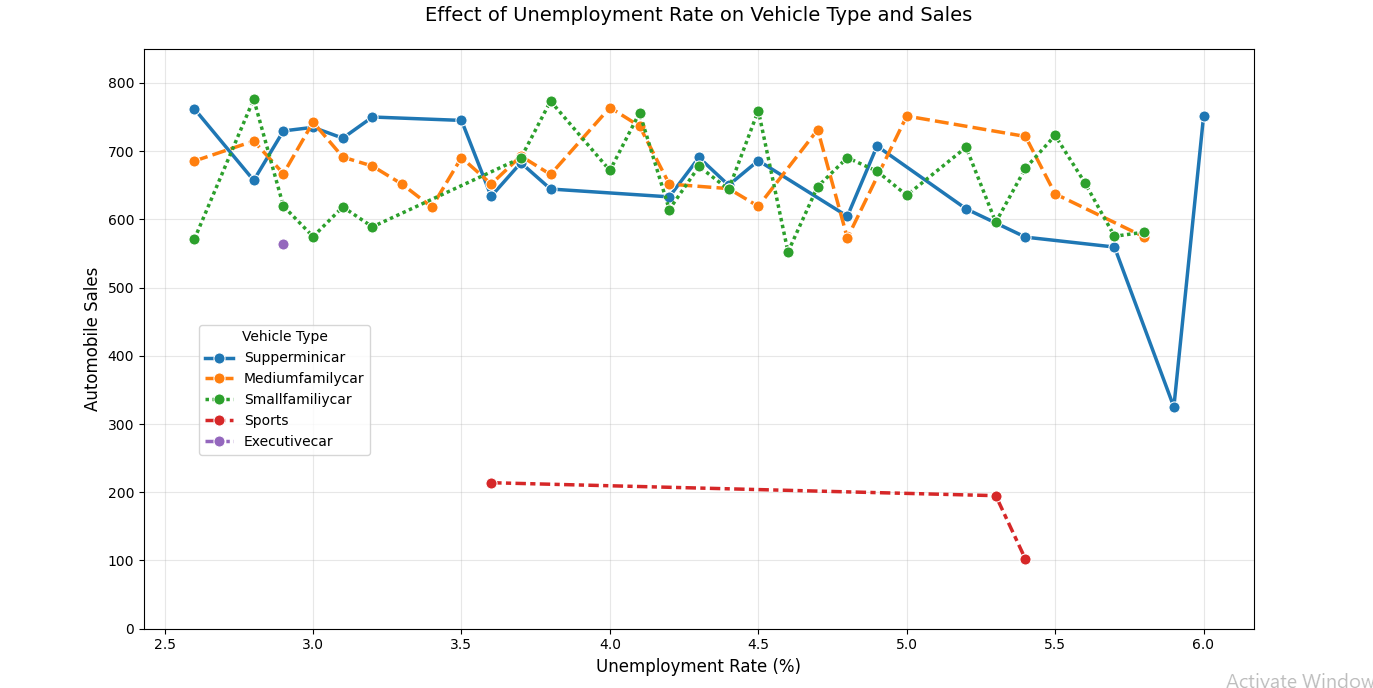 Effect of Unemployment Rate on Vehicle Type and Sales
Automobile Sales
800
700
600
500
400
300
200
100
0
Vehicle Type
Supperminicar
Mediumfamilycar
Smallfamiliycar
Sports
Executivecar
2.5 3.0 3.5 4.0 4.5 5.0 5.5 6.0
Unemployment Rate (%)
Activate Window